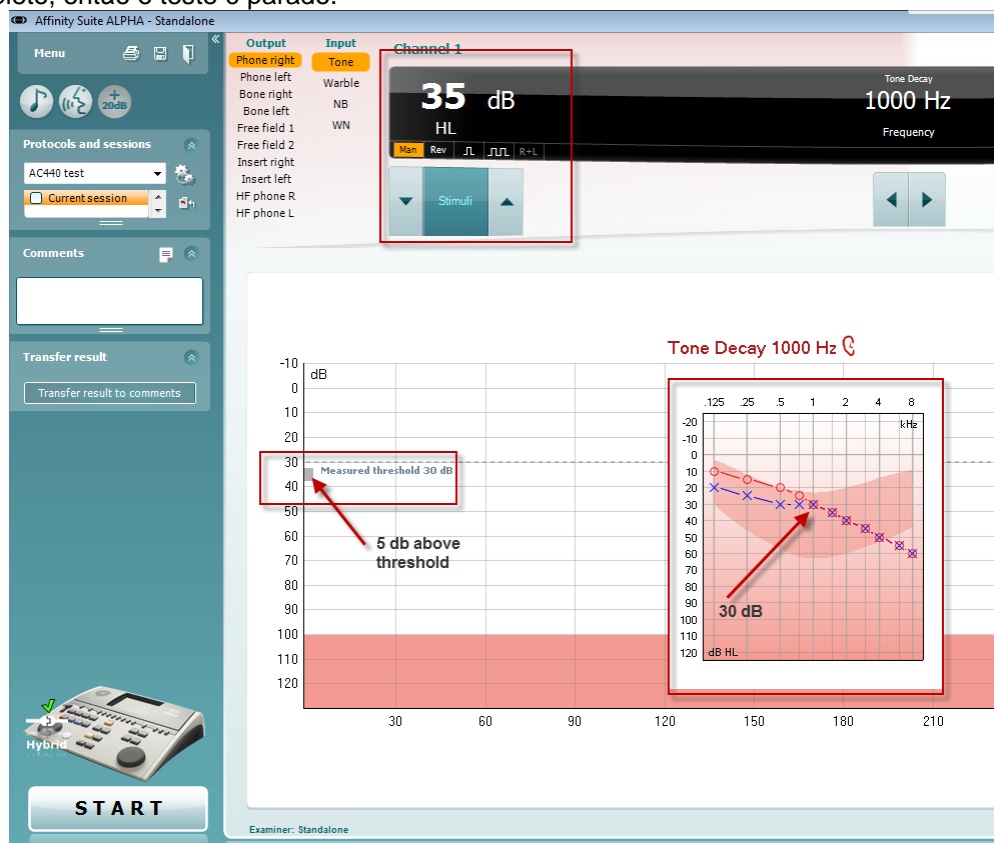 pleto, então o teste é parado.
Affinity Suite ALPHA - Standalone
Menu
+
20dB
Protocols and sessions
AC440 test
Current session
Comments
Transfer result
Transfer result to comments
Hybrid
START
Output
Phone right
Phone left
Bone right
Bone left
Free field 1
Free field 2
Insert right
Insert left
HF phone R
HF phone L
Input
Tone
Warble
NB
WN
Channel 1
35 dB
HL
Man Rev R+L
Stimuli
Tone Decay
1000 Hz
Frequency
Tone Decay 1000 Hz
dB
-10
0
10
20
30
40
50
60
70
80
90
100
110
120
Measured threshold 30 dB
5 db above
threshold
30 60 90 120 150 180 210
.125 .25 .5 1 2 4 8
kHz
-20
-10
0
10
20
30
40
50
60
70
80
90
100
110
120
30 dB
dB HL
Examiner: Standalone